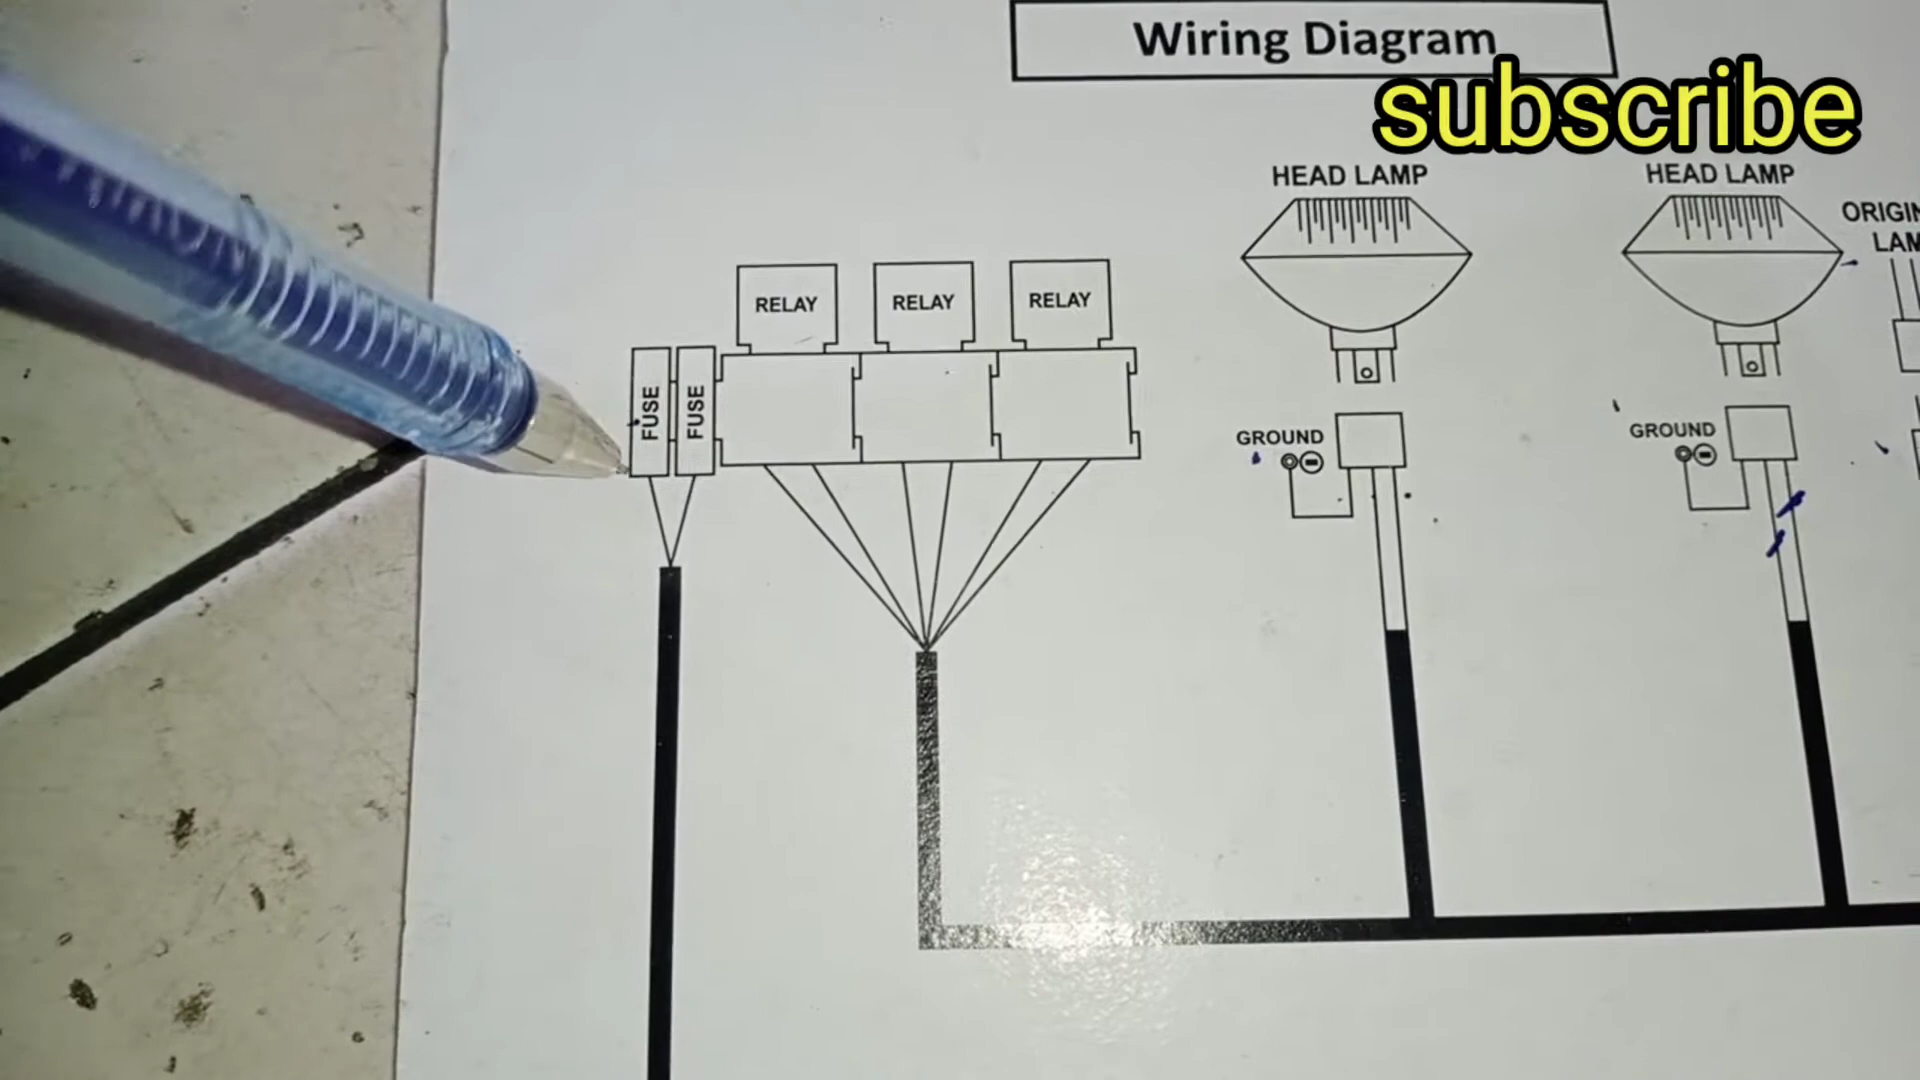 Wiring Diagram
subscribe
HEAD LAMP
HEAD LAMP
RELAY
RELAY
RELAY
FUSE
FUSE
GROUND
GROUND